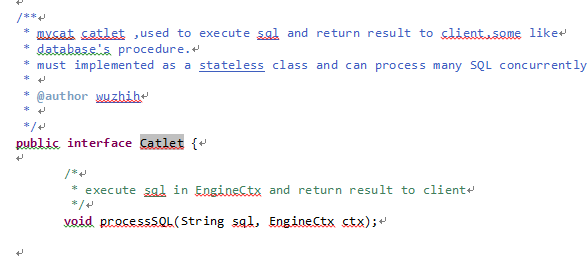 /**
* mycat catlet ,used to execute sql and return result to client,some like
* database's procedure.
* must implemented as a stateless class and can process many SQL concurrently
*
* @author wuzhih
*
*/
public interface Catlet {
/*
* execute sql in EngineCtx and return result to client
*/
void processSQL(String sql, EngineCtx ctx);